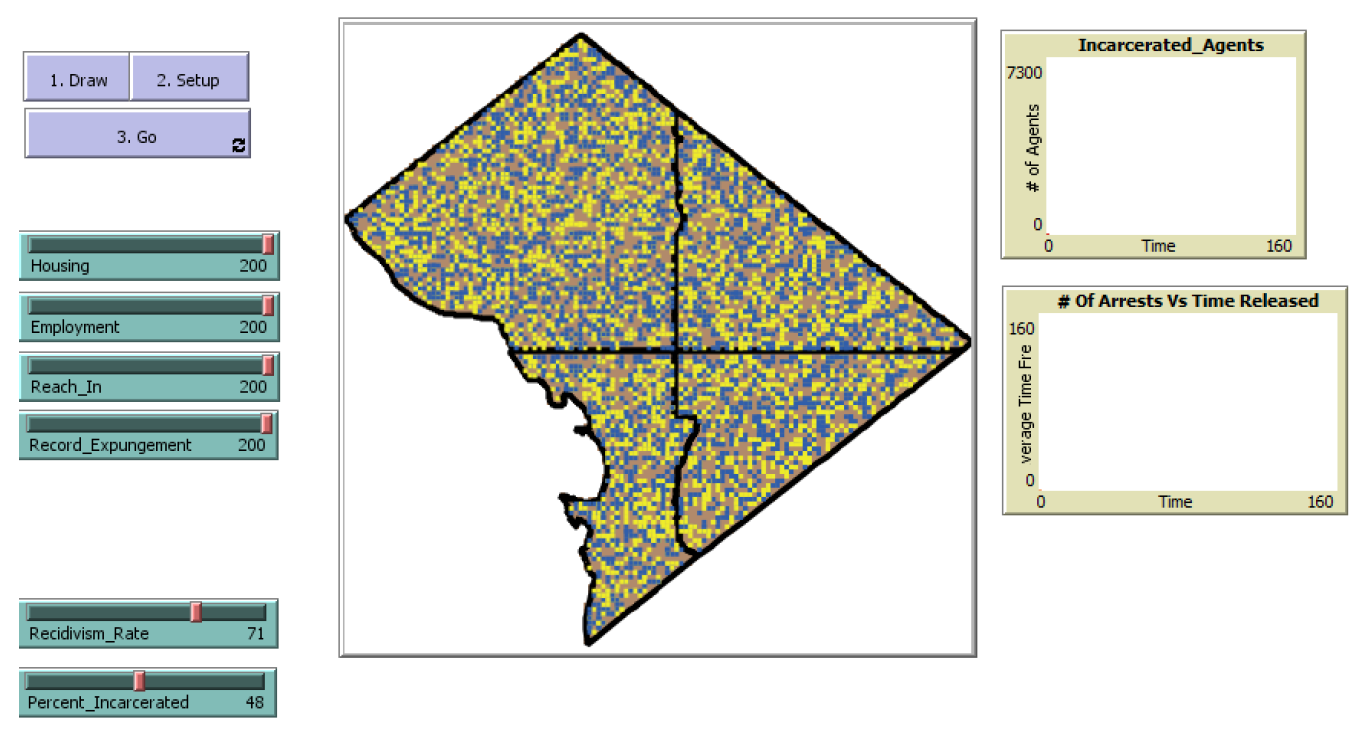 1. Draw
2. Setup
3. Go
Housing 200
Employment 200
Reach_In 200
Record_Expungement 200
Recidivism_Rate 71
Percent_Incarcerated 48
Incarcerated_Agents
7300
# of Agents
0
0 Time 160
# Of Arrests Vs Time Released
160
verage Time Fre
0
0 Time 160